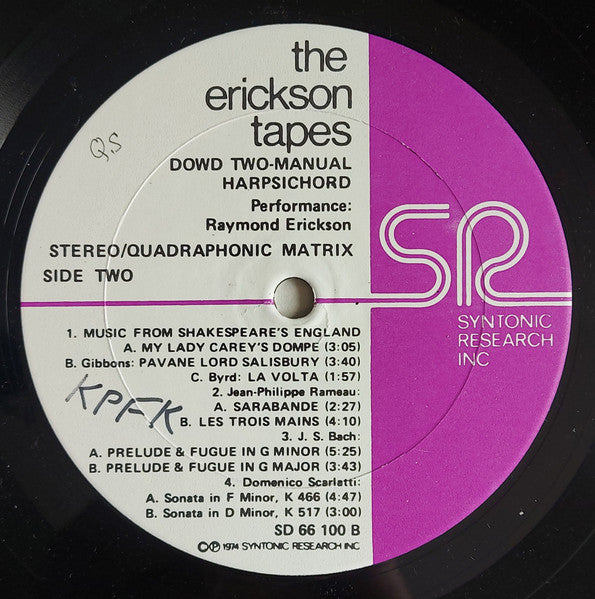 the
erickson
tapes
QS
DOWD TWO-MANUAL
HARPSICHORD
Performance:
Raymond Erickson
STEREO/QUADRAPHONIC MATRIX
SIDE TWO
SR
SYNTONIC
RESEARCH
INC
1. MUSIC FROM SHAKESPEARE'S ENGLAND
A. MY LADY CAREY'S DOMPE (3:05)
B. Gibbons: PAVANE LORD SALISBURY (3:40)
C. Byrd: LA VOLTA (1:57)
KPFK
2. Jean-Philippe Rameau:
A. SARABANDE (2:27)
B. LES TROIS MAINS (4:10)
3. J. S. Bach:
A. PRELUDE & FUGUE IN G MINOR (5:25)
B. PRELUDE & FUGUE IN G MAJOR (3:43)
4. Domenico Scarlatti:
A. Sonata in F Minor, K 466 (4:47)
B. Sonata in D Minor, K 517 (3:00)
SD 66 100 B
©Ⓟ 1974 SYNTONIC RESEARCH INC